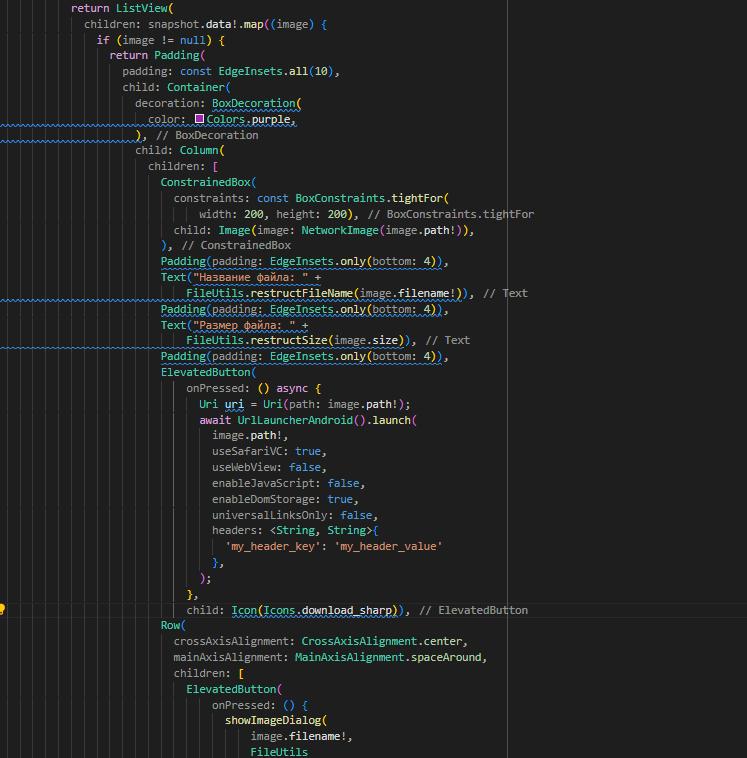 return ListView(
children: snapshot.data!.map((image) {
if (image != null) {
return Padding(
padding: const EdgeInsets.all(10),
child: Container(
decoration: BoxDecoration(
color: Colors.purple,
), // BoxDecoration
child: Column(
children: [
ConstrainedBox(
constraints: const BoxConstraints.tightFor(
width: 200, height: 200), // BoxConstraints.tightFor
child: Image(image: NetworkImage(image.path!)),
), // ConstrainedBox
Padding(padding: EdgeInsets.only(bottom: 4)),
Text("Название файла: " +
FileUtils.restructFileName(image.filename!)), // Text
Padding(padding: EdgeInsets.only(bottom: 4)),
Text("Размер файла: " +
FileUtils.restructSize(image.size)), // Text
Padding(padding: EdgeInsets.only(bottom: 4)),
ElevatedButton(
onPressed: () async {
Uri uri = Uri(path: image.path!);
await UrlLauncherAndroid().launch(
image.path!,
useSafariVC: true,
useWebView: false,
enableJavaScript: false,
enableDomStorage: true,
universalLinksOnly: false,
headers: <String, String>{
'my_header_key': 'my_header_value'
},
);
},
child: Icon(Icons.download_sharp)), // ElevatedButton
Row(
crossAxisAlignment: CrossAxisAlignment.center,
mainAxisAlignment: MainAxisAlignment.spaceAround,
children: [
ElevatedButton(
onPressed: () {
showImageDialog(
image.filename!,
FileUtils